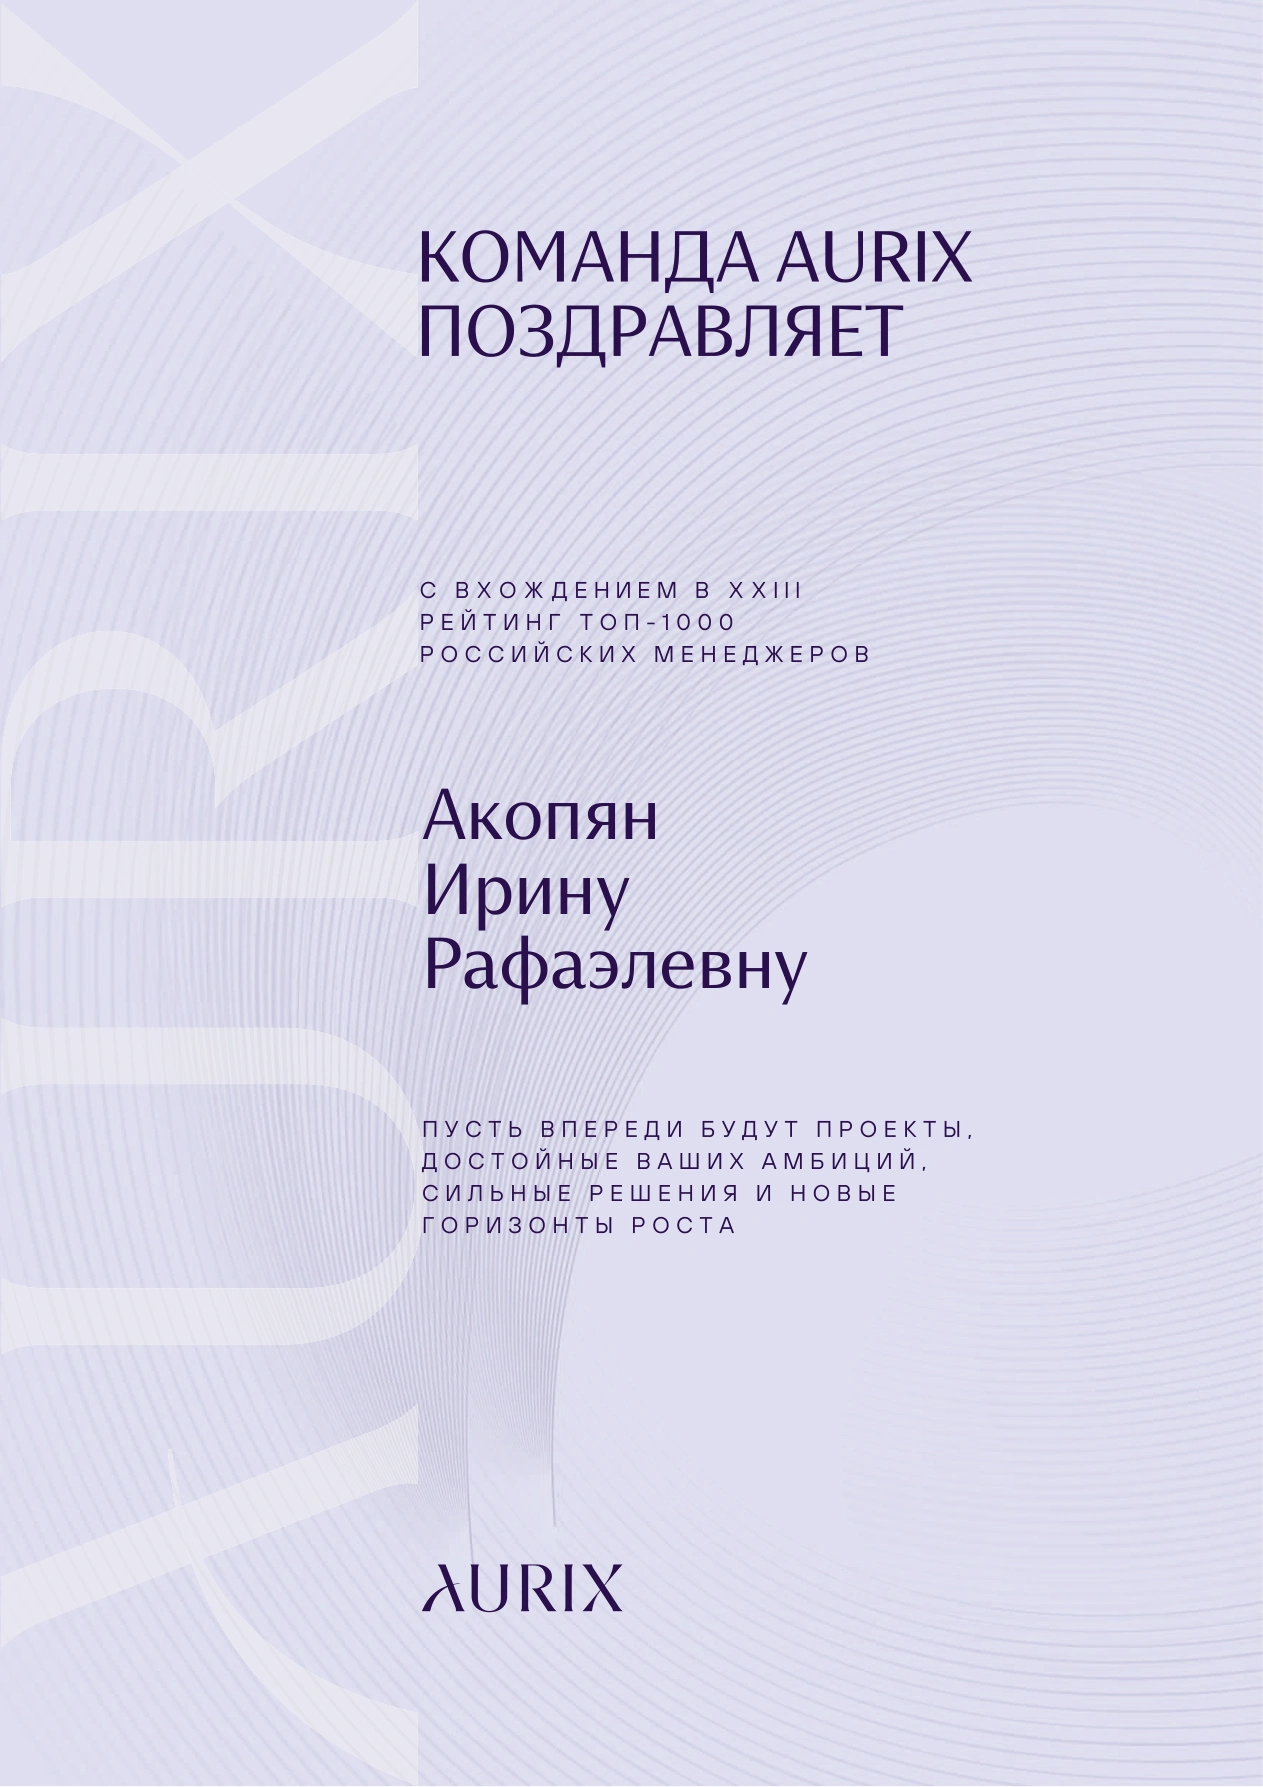 КОМАНДА AURIX
ПОЗДРАВЛЯЕТ
С ВХОЖДЕНИЕМ В XXIII
РЕЙТИНГ ТОП-1000
РОССИЙСКИХ МЕНЕДЖЕРОВ
Акопян
Ирину
Рафаэлевну
ПУСТЬ ВПЕРЕДИ БУДУТ ПРОЕКТЫ,
ДОСТОЙНЫЕ ВАШИХ АМБИЦИЙ,
СИЛЬНЫЕ РЕШЕНИЯ И НОВЫЕ
ГОРИЗОНТЫ РОСТА
AURIX
AURIX